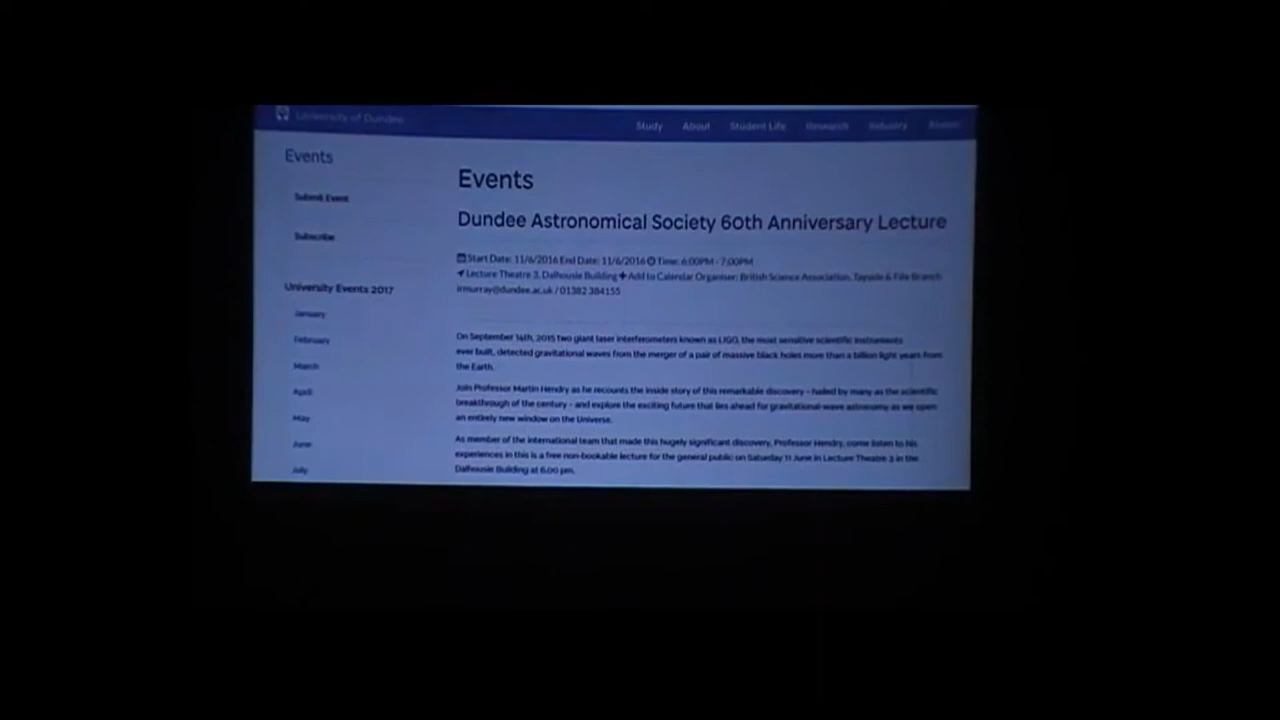 University of Dundee
Study About Student Life Research Industry Alumni
Events
Submit Event
Subscribe
University Events 2017
January
February
March
April
May
June
July
Events
Dundee Astronomical Society 60th Anniversary Lecture
Start Date: 11/6/2016 End Date: 11/6/2016 Time: 6:00PM - 7:00PM
Lecture Theatre 3, Dalhousie Building Add to Calendar Organiser: British Science Association, Tayside & Fife Branch
irmurray@dundee.ac.uk / 01382 384155
On September 14th, 2015 two giant laser interferometers known as LIGO, the most sensitive scientific instruments
ever built, detected gravitational waves from the merger of a pair of massive black holes more than a billion light years from
the Earth.
Join Professor Martin Hendry as he recounts the inside story of this remarkable discovery - hailed by many as the scientific
breakthrough of the century - and explore the exciting future that lies ahead for gravitational-wave astronomy as we open
an entirely new window on the Universe.
As member of the international team that made this hugely significant discovery, Professor Hendry, come listen to his
experiences in this is a free non-bookable lecture for the general public on Saturday 11 June in Lecture Theatre 3 in the
Dalhousie Building at 6.00 pm.